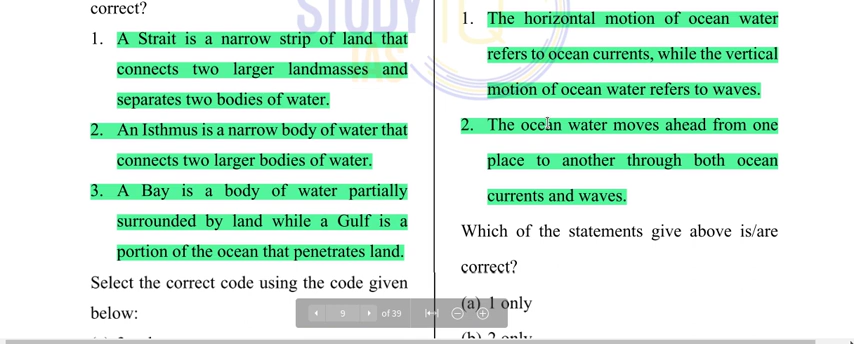 correct?
1. A Strait is a narrow strip of land that
connects two larger landmasses and
separates two bodies of water.
2. An Isthmus is a narrow body of water that
connects two larger bodies of water.
3. A Bay is a body of water partially
surrounded by land while a Gulf is a
portion of the ocean that penetrates land.
Select the correct code using the code given
below:
1. The horizontal motion of ocean water
refers to ocean currents, while the vertical
motion of ocean water refers to waves.
2. The ocean water moves ahead from one
place to another through both ocean
currents and waves.
Which of the statements give above is/are
correct?
(a) 1 only
(b) 2 only
STUDY
IAS
9 of 39